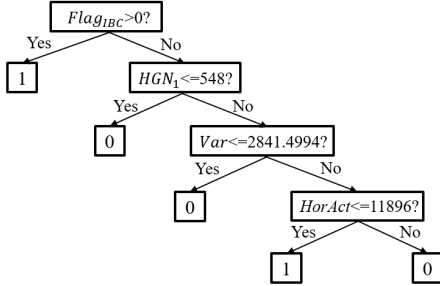 Flag_IBC>0?
Yes No
1 HGN_1<=548?
Yes No
0 Var<=2841.4994?
Yes No
0 HorAct<=11896?
Yes No
1 0